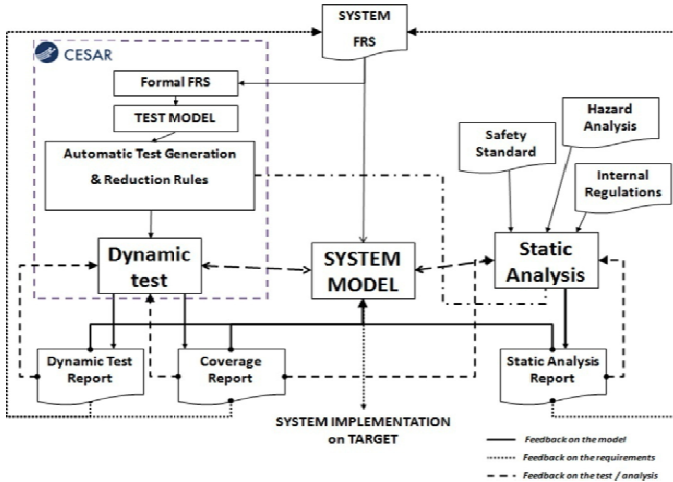 SYSTEM
FRS
CESAR
Formal FRS
TEST MODEL
Automatic Test Generation
& Reduction Rules
Safety
Standard
Hazard
Analysis
Internal
Regulations
Dynamic
test
SYSTEM
MODEL
Static
Analysis
Dynamic Test
Report
Coverage
Report
Static Analysis
Report
SYSTEM IMPLEMENTATION
on TARGET
Feedback on the model
Feedback on the requirements
Feedback on the test / analysis